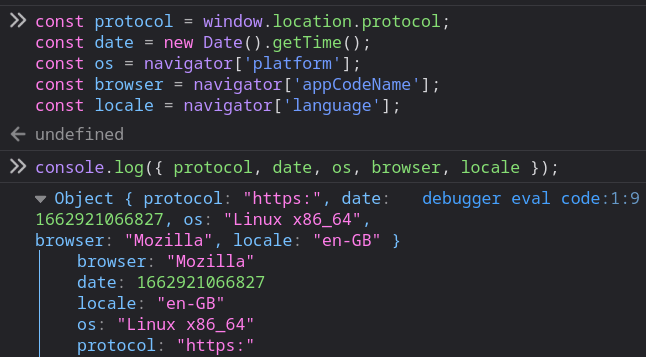 const protocol = window.location.protocol;
const date = new Date().getTime();
const os = navigator['platform'];
const browser = navigator['appCodeName'];
const locale = navigator['language'];
undefined
console.log({ protocol, date, os, browser, locale });
Object { protocol: "https:", date: debugger eval code:1:9
1662921066827, os: "Linux x86_64",
browser: "Mozilla", locale: "en-GB" }
browser: "Mozilla"
date: 1662921066827
locale: "en-GB"
os: "Linux x86_64"
protocol: "https:"